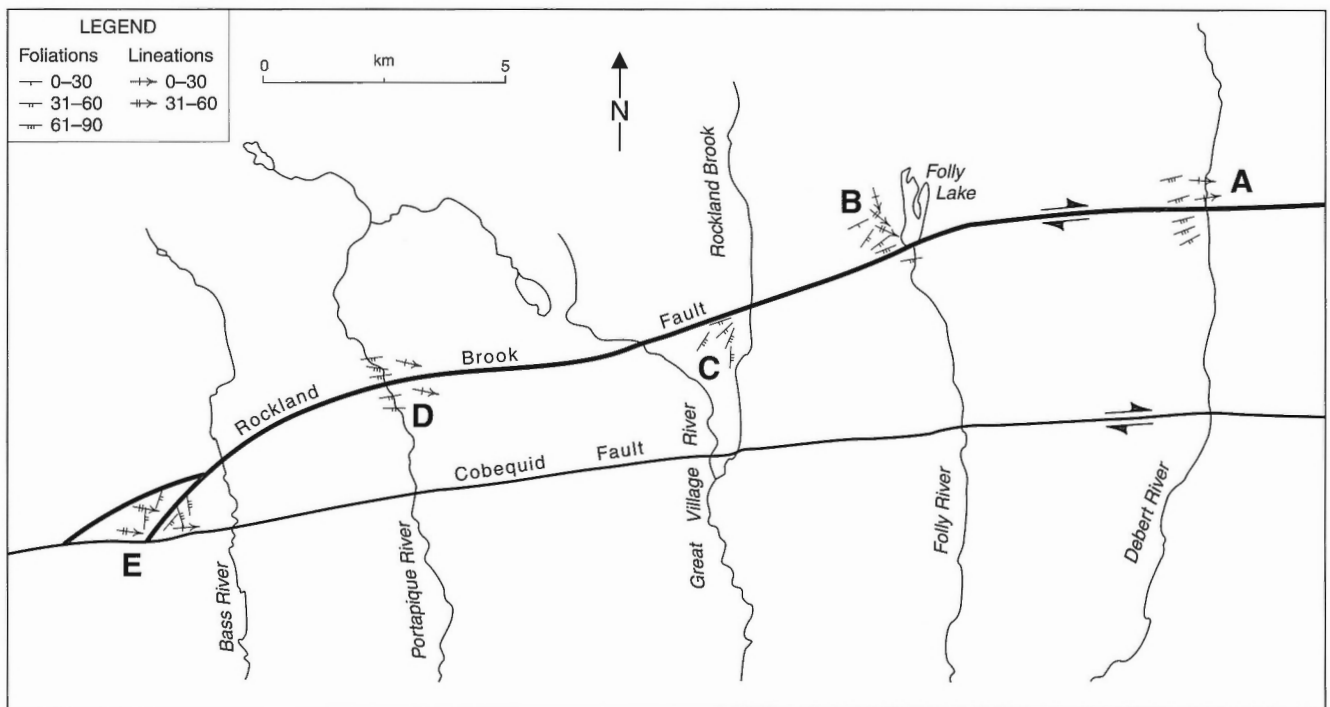 LEGEND
Foliations Lineations
0–30 0–30
31–60 31–60
61–90
0 km 5
N
Rockland Brook
Folly
Lake
A
B
Fault
C
Brook
Rockland
D
Cobequid Fault
E
Bass River
Portapique River
Great Village River
Folly River
Debert River